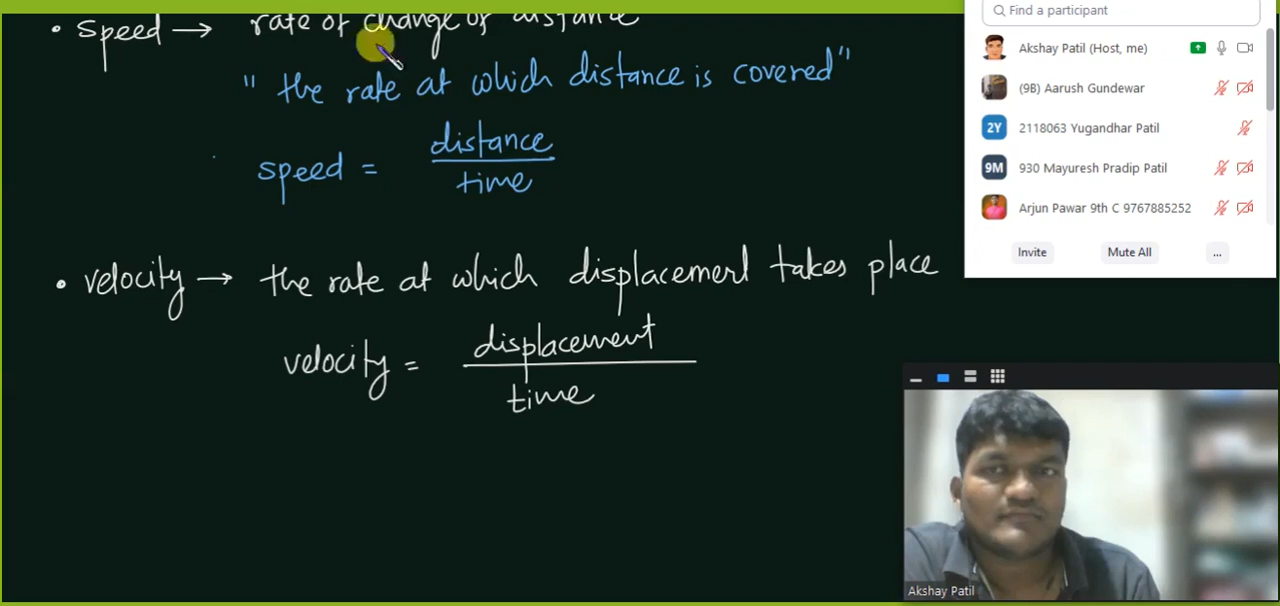 • speed → rate of change of distance
" the rate at which distance is covered "
speed = distance
time
• velocity → the rate at which displacement takes place
velocity = displacement
time
Find a participant
Akshay Patil (Host, me)
(9B) Aarush Gundewar
2Y 2118063 Yugandhar Patil
9M 930 Mayuresh Pradip Patil
Arjun Pawar 9th C 9767885252
Invite Mute All ...
Akshay Patil